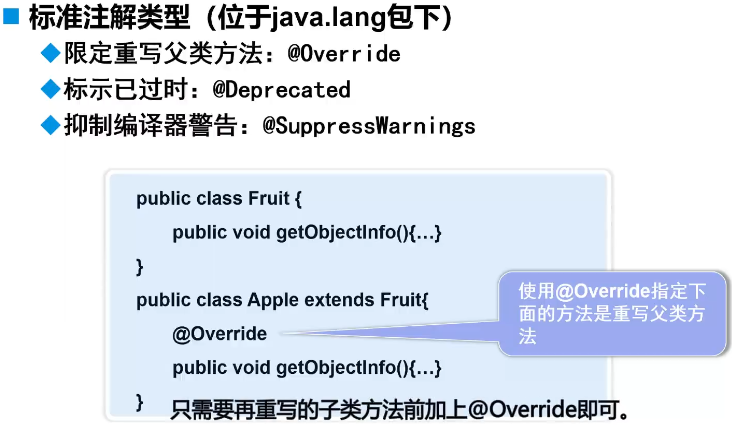 标准注解类型（位于java.lang包下）
限定重写父类方法：@Override
标示已过时：@Deprecated
抑制编译器警告：@SuppressWarnings
public class Fruit {
public void getObjectInfo(){…}
}
public class Apple extends Fruit{
@Override
public void getObjectInfo(){…}
}
使用@Override指定下
面的方法是重写父类方
法
只需要再重写的子类方法前加上@Override即可。